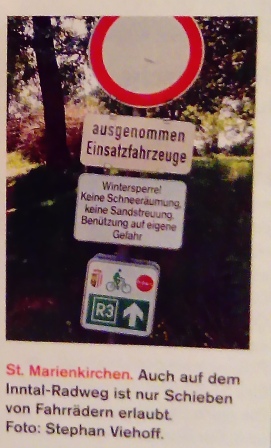 ausgenommen
Einsatzfahrzeuge
Wintersperre!
Keine Schneeräumung,
keine Sandstreuung.
Benützung auf eigene
Gefahr
R3
St. Marienkirchen. Auch auf dem
Inntal-Radweg ist nur Schieben
von Fahrrädern erlaubt.
Foto: Stephan Viehoff.